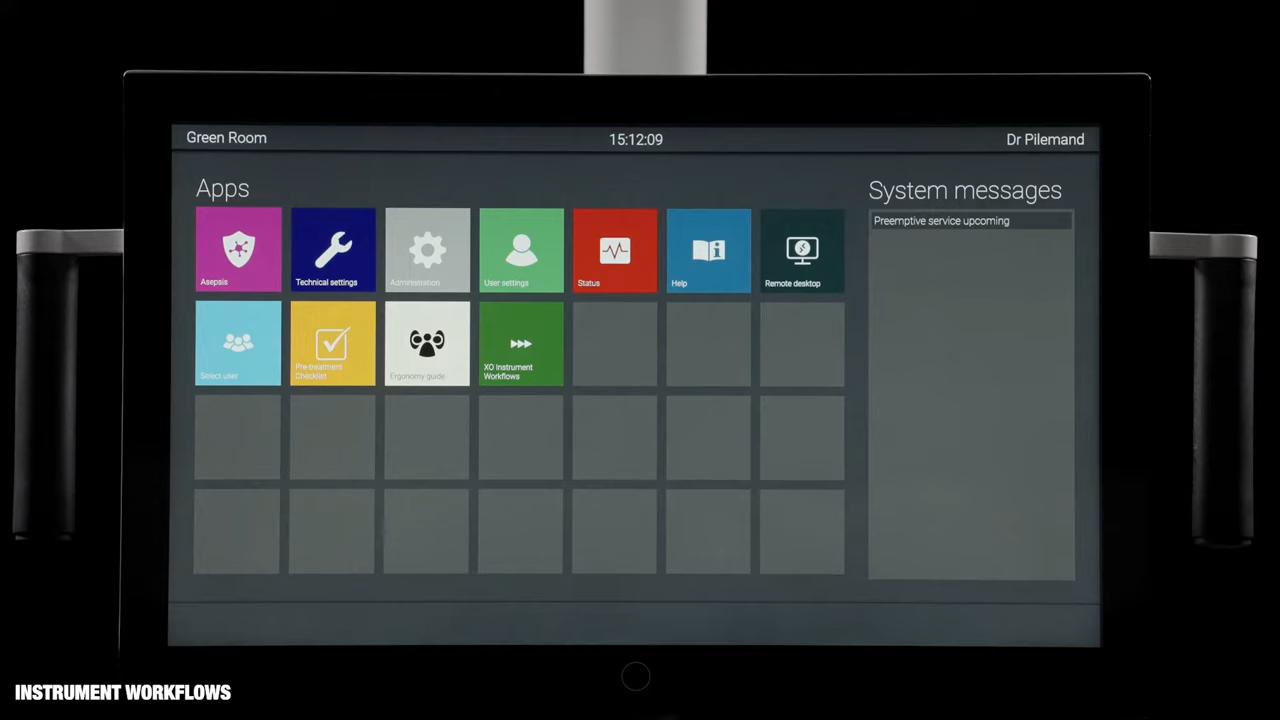 Green Room
15:12:09
Dr Pilemand
Apps
System messages
Preemptive service upcoming
Asepsis
Technical settings
Administration
User settings
Status
Help
Remote desktop
Select user
Pre-treatment
Checklist
Ergonomy guide
XO Instrument
Workflows
INSTRUMENT WORKFLOWS